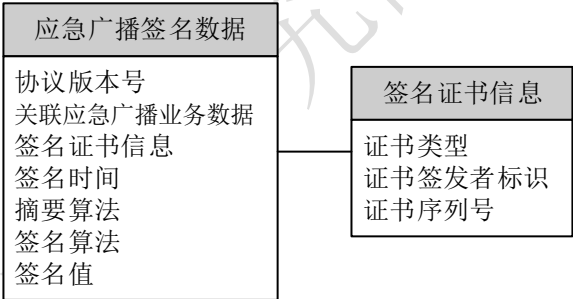 应急广播签名数据
协议版本号
关联应急广播业务数据
签名证书信息
签名时间
摘要算法
签名算法
签名值
签名证书信息
证书类型
证书签发者标识
证书序列号